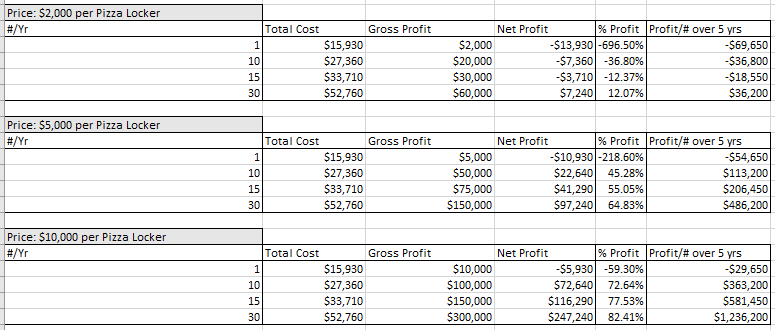 Price: $2,000 per Pizza Locker
#/Yr Total Cost Gross Profit Net Profit % Profit Profit/# over 5 yrs
1 $15,930 $2,000 -$13,930 -696.50% -$69,650
10 $27,360 $20,000 -$7,360 -36.80% -$36,800
15 $33,710 $30,000 -$3,710 -12.37% -$18,550
30 $52,760 $60,000 $7,240 12.07% $36,200
Price: $5,000 per Pizza Locker
#/Yr Total Cost Gross Profit Net Profit % Profit Profit/# over 5 yrs
1 $15,930 $5,000 -$10,930 -218.60% -$54,650
10 $27,360 $50,000 $22,640 45.28% $113,200
15 $33,710 $75,000 $41,290 55.05% $206,450
30 $52,760 $150,000 $97,240 64.83% $486,200
Price: $10,000 per Pizza Locker
#/Yr Total Cost Gross Profit Net Profit % Profit Profit/# over 5 yrs
1 $15,930 $10,000 -$5,930 -59.30% -$29,650
10 $27,360 $100,000 $72,640 72.64% $363,200
15 $33,710 $150,000 $116,290 77.53% $581,450
30 $52,760 $300,000 $247,240 82.41% $1,236,200